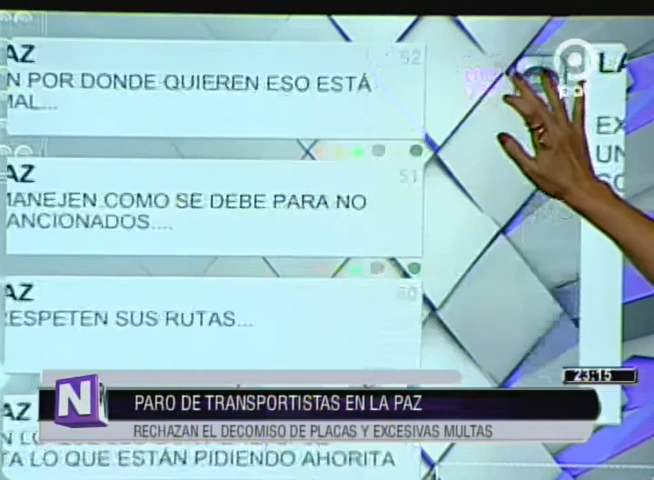 AZ
52
N POR DONDE QUIEREN ESO ESTÁ
MAL...
AZ
51
MANEJEN COMO SE DEBE PARA NO
ANCIONADOS....
AZ
50
ESPETEN SUS RUTAS...
AZ
TA LO QUE ESTÁN PIDIENDO AHORITA
LA
EX
UN
pat
23:15
N
PARO DE TRANSPORTISTAS EN LA PAZ
RECHAZAN EL DECOMISO DE PLACAS Y EXCESIVAS MULTAS